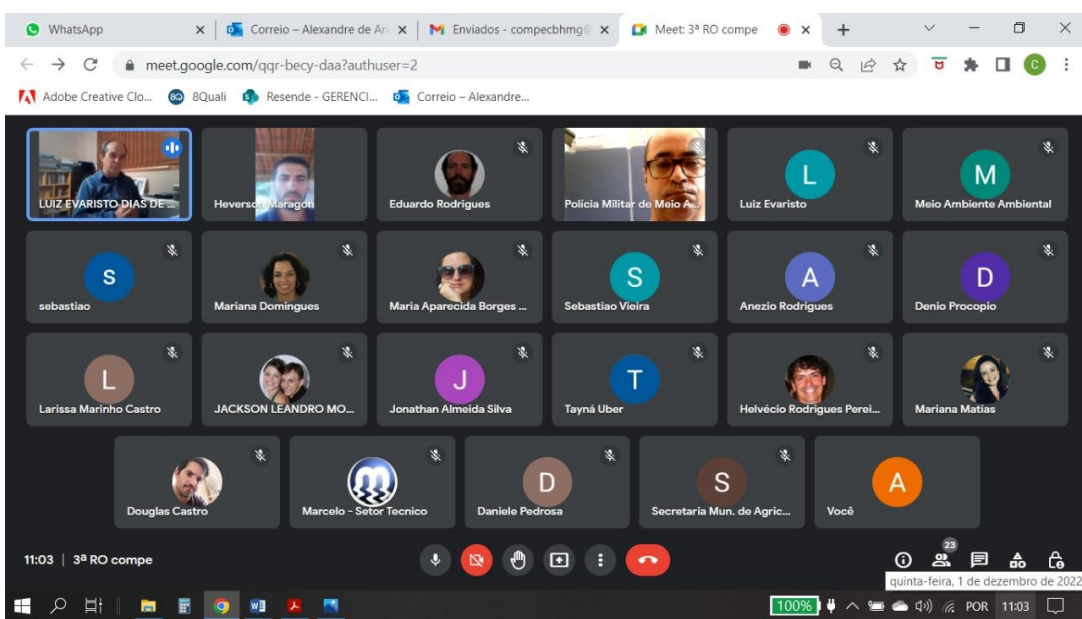 WhatsApp
Correio – Alexandre de An
Enviados - compecbhmg@
Meet: 3ª RO compe
meet.google.com/qqr-becy-daa?authuser=2
C
Adobe Creative Clo...
8Q
8Quali
Resende - GERENCI...
Correio – Alexandre...
LUIZ EVARISTO DIAS DE ...
Heverson Maragon
Eduardo Rodrigues
Polícia Militar de Meio A...
L
Luiz Evaristo
M
Meio Ambiente Ambiental
s
sebastiao
Mariana Domingues
Maria Aparecida Borges ...
S
Sebastiao Vieira
A
Anezio Rodrigues
D
Denio Procopio
L
Larissa Marinho Castro
JACKSON LEANDRO MO...
J
Jonathan Almeida Silva
T
Tayná Uber
Helvécio Rodrigues Perei...
Mariana Matias
Douglas Castro
Marcelo - Setor Tecnico
D
Daniele Pedrosa
S
Secretaria Mun. de Agric...
A
Você
11:03 | 3ª RO compe
23
quinta-feira, 1 de dezembro de 2022
100%
POR
11:03